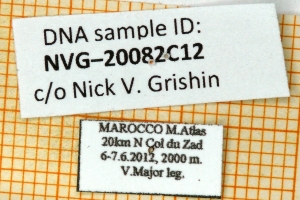 DNA sample ID:
NVG–20082C12
c/o Nick V. Grishin
MAROCCO M.Atlas
20km N Col du Zad
6-7.6.2012, 2000 m.
V.Major leg.